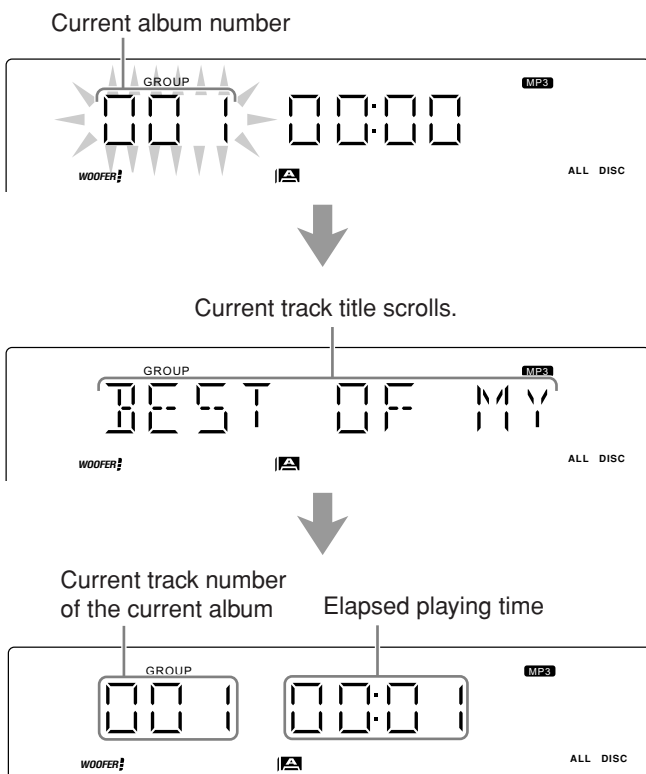 Current album number
GROUP MP3
001 00:00
WOOFER A ALL DISC
Current track title scrolls.
GROUP MP3
BEST OF MY
WOOFER A ALL DISC
Current track number
of the current album
Elapsed playing time
GROUP MP3
001 00:01
WOOFER A ALL DISC